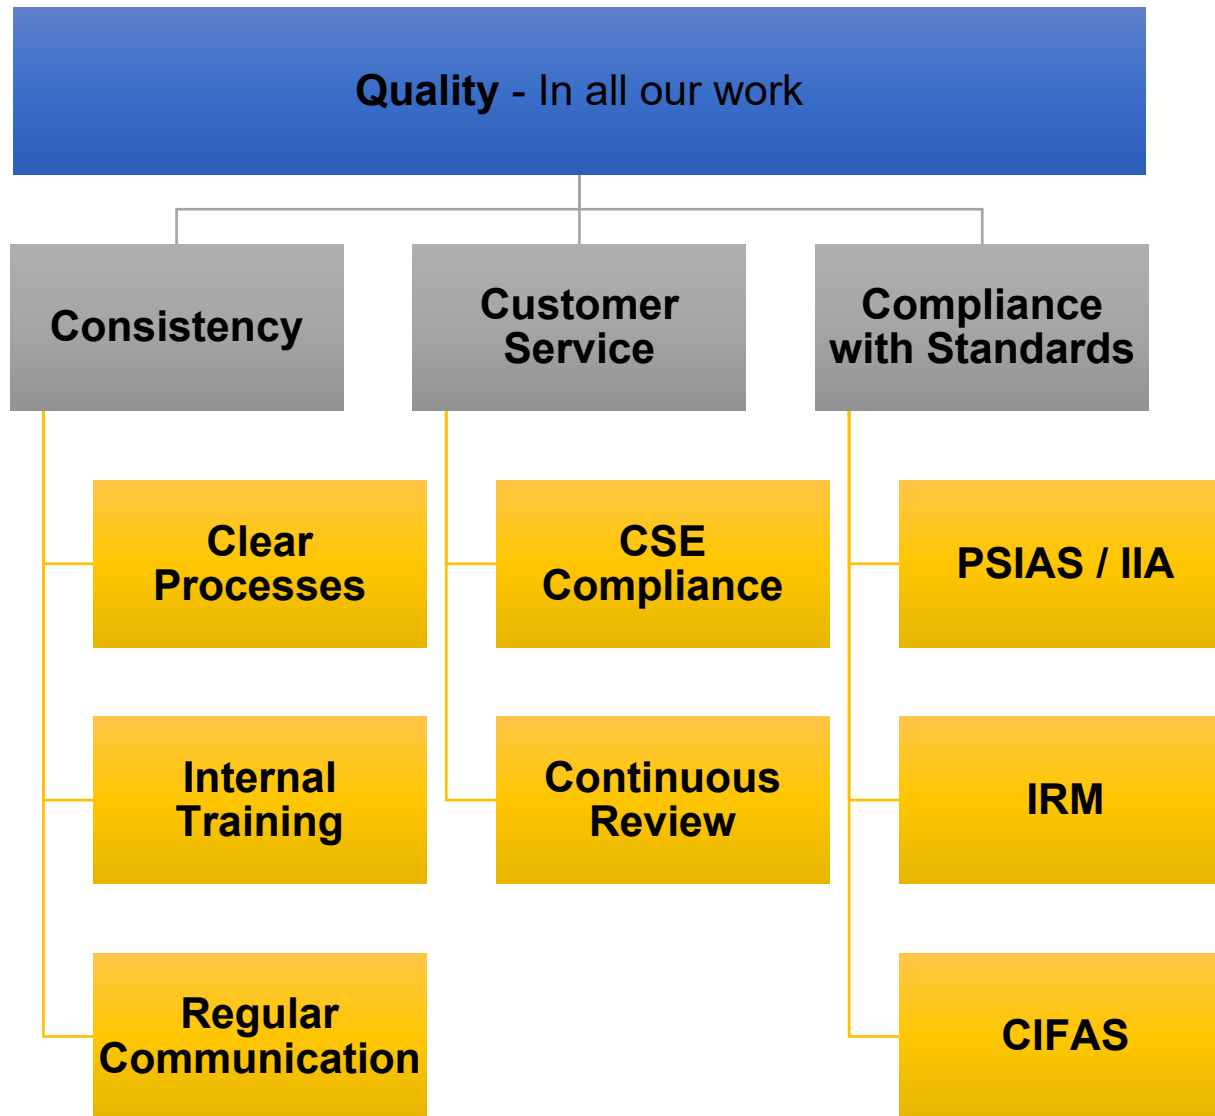 Quality - In all our work
Consistency
Customer
Service
Compliance
with Standards
Clear
Processes
CSE
Compliance
PSIAS / IIA
Internal
Training
Continuous
Review
IRM
Regular
Communication
CIFAS